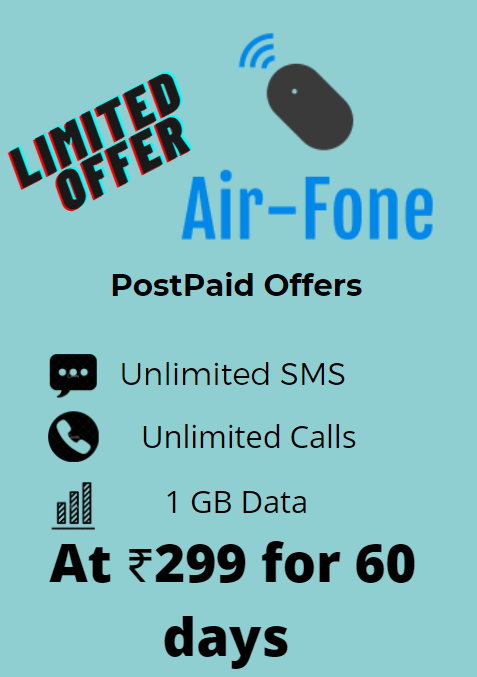 LIMITED
OFFER
Air-Fone
PostPaid Offers
Unlimited SMS
Unlimited Calls
1 GB Data
At ₹299 for 60
days